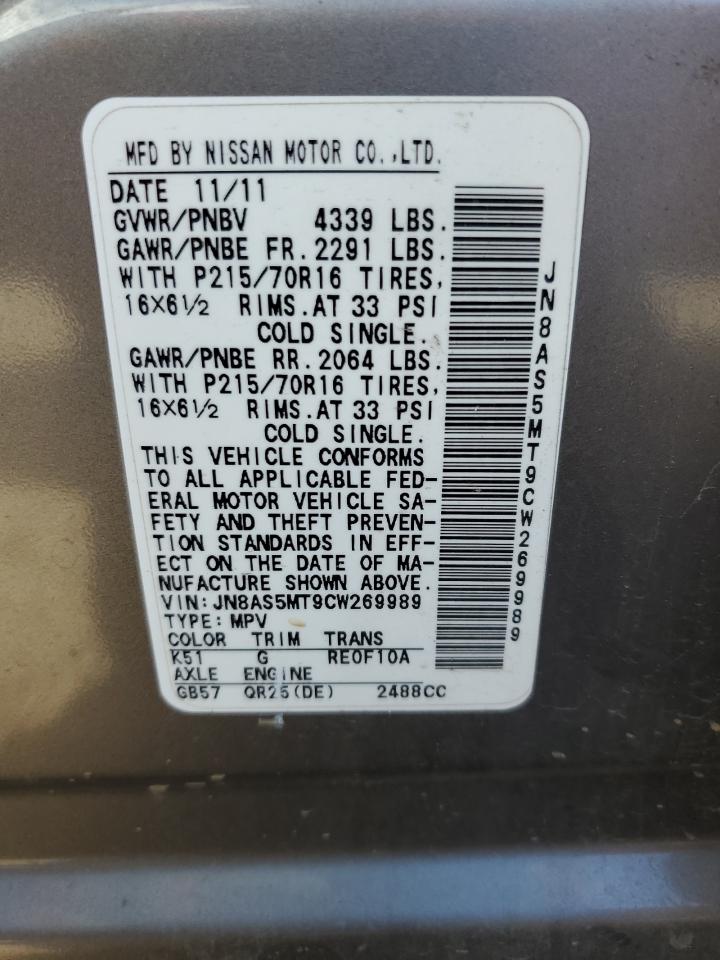 MFD BY NISSAN MOTOR CO.,LTD.
DATE 11/11
GVWR/PNBV 4339 LBS.
GAWR/PNBE FR.2291 LBS.
WITH P215/70R16 TIRES,
16X6½ RIMS.AT 33 PSI
COLD SINGLE.
GAWR/PNBE RR.2064 LBS.
WITH P215/70R16 TIRES,
16X6½ RIMS.AT 33 PSI
COLD SINGLE.
THIS VEHICLE CONFORMS
TO ALL APPLICABLE FED-
ERAL MOTOR VEHICLE SA-
FETY AND THEFT PREVEN-
TION STANDARDS IN EFF-
ECT ON THE DATE OF MA-
NUFACTURE SHOWN ABOVE.
VIN:JN8AS5MT9CW269989
TYPE:MPV
COLOR TRIM TRANS
K51 G RE0F10A
AXLE ENGINE
GB57 QR25(DE) 2488CC
JN8AS5MT9CW269989